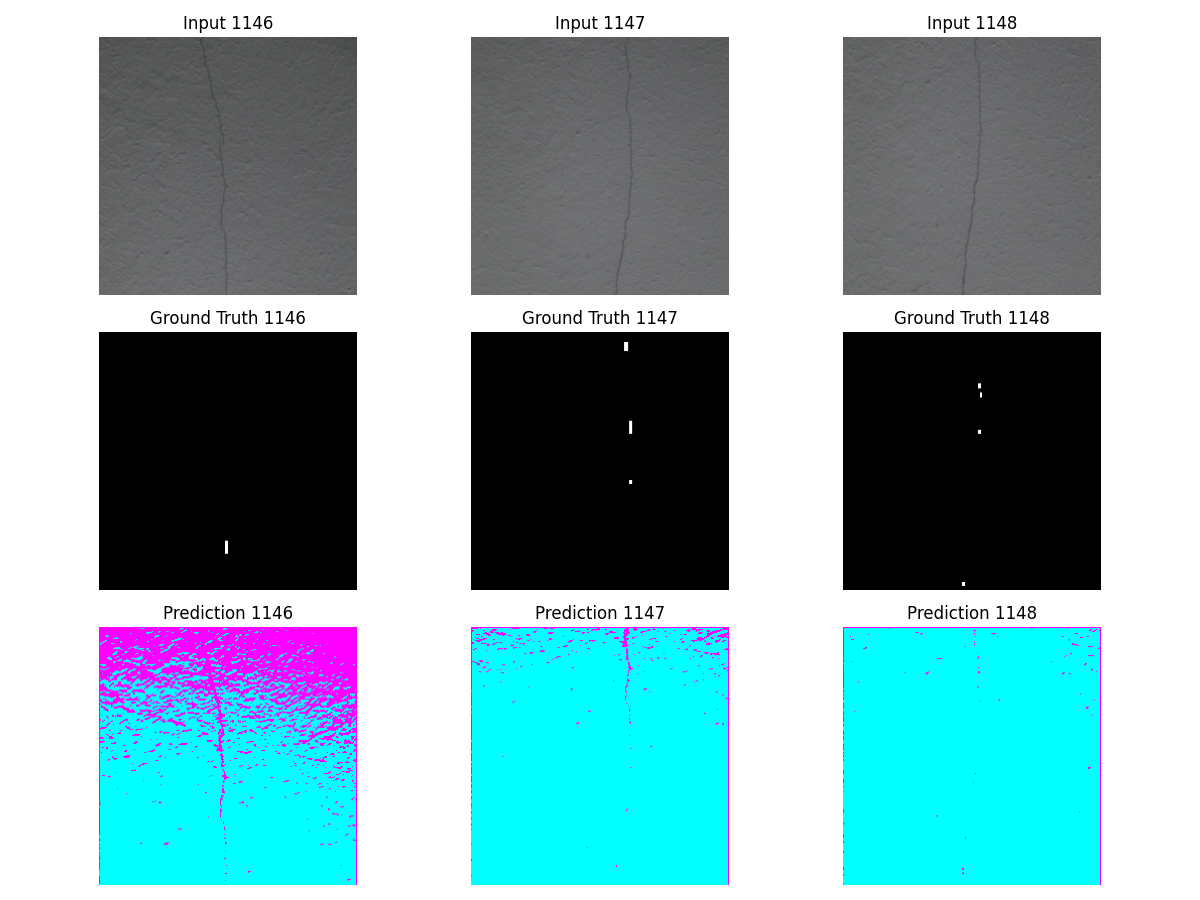 Input 1146
Input 1147
Input 1148
Ground Truth 1146
Ground Truth 1147
Ground Truth 1148
Prediction 1146
Prediction 1147
Prediction 1148